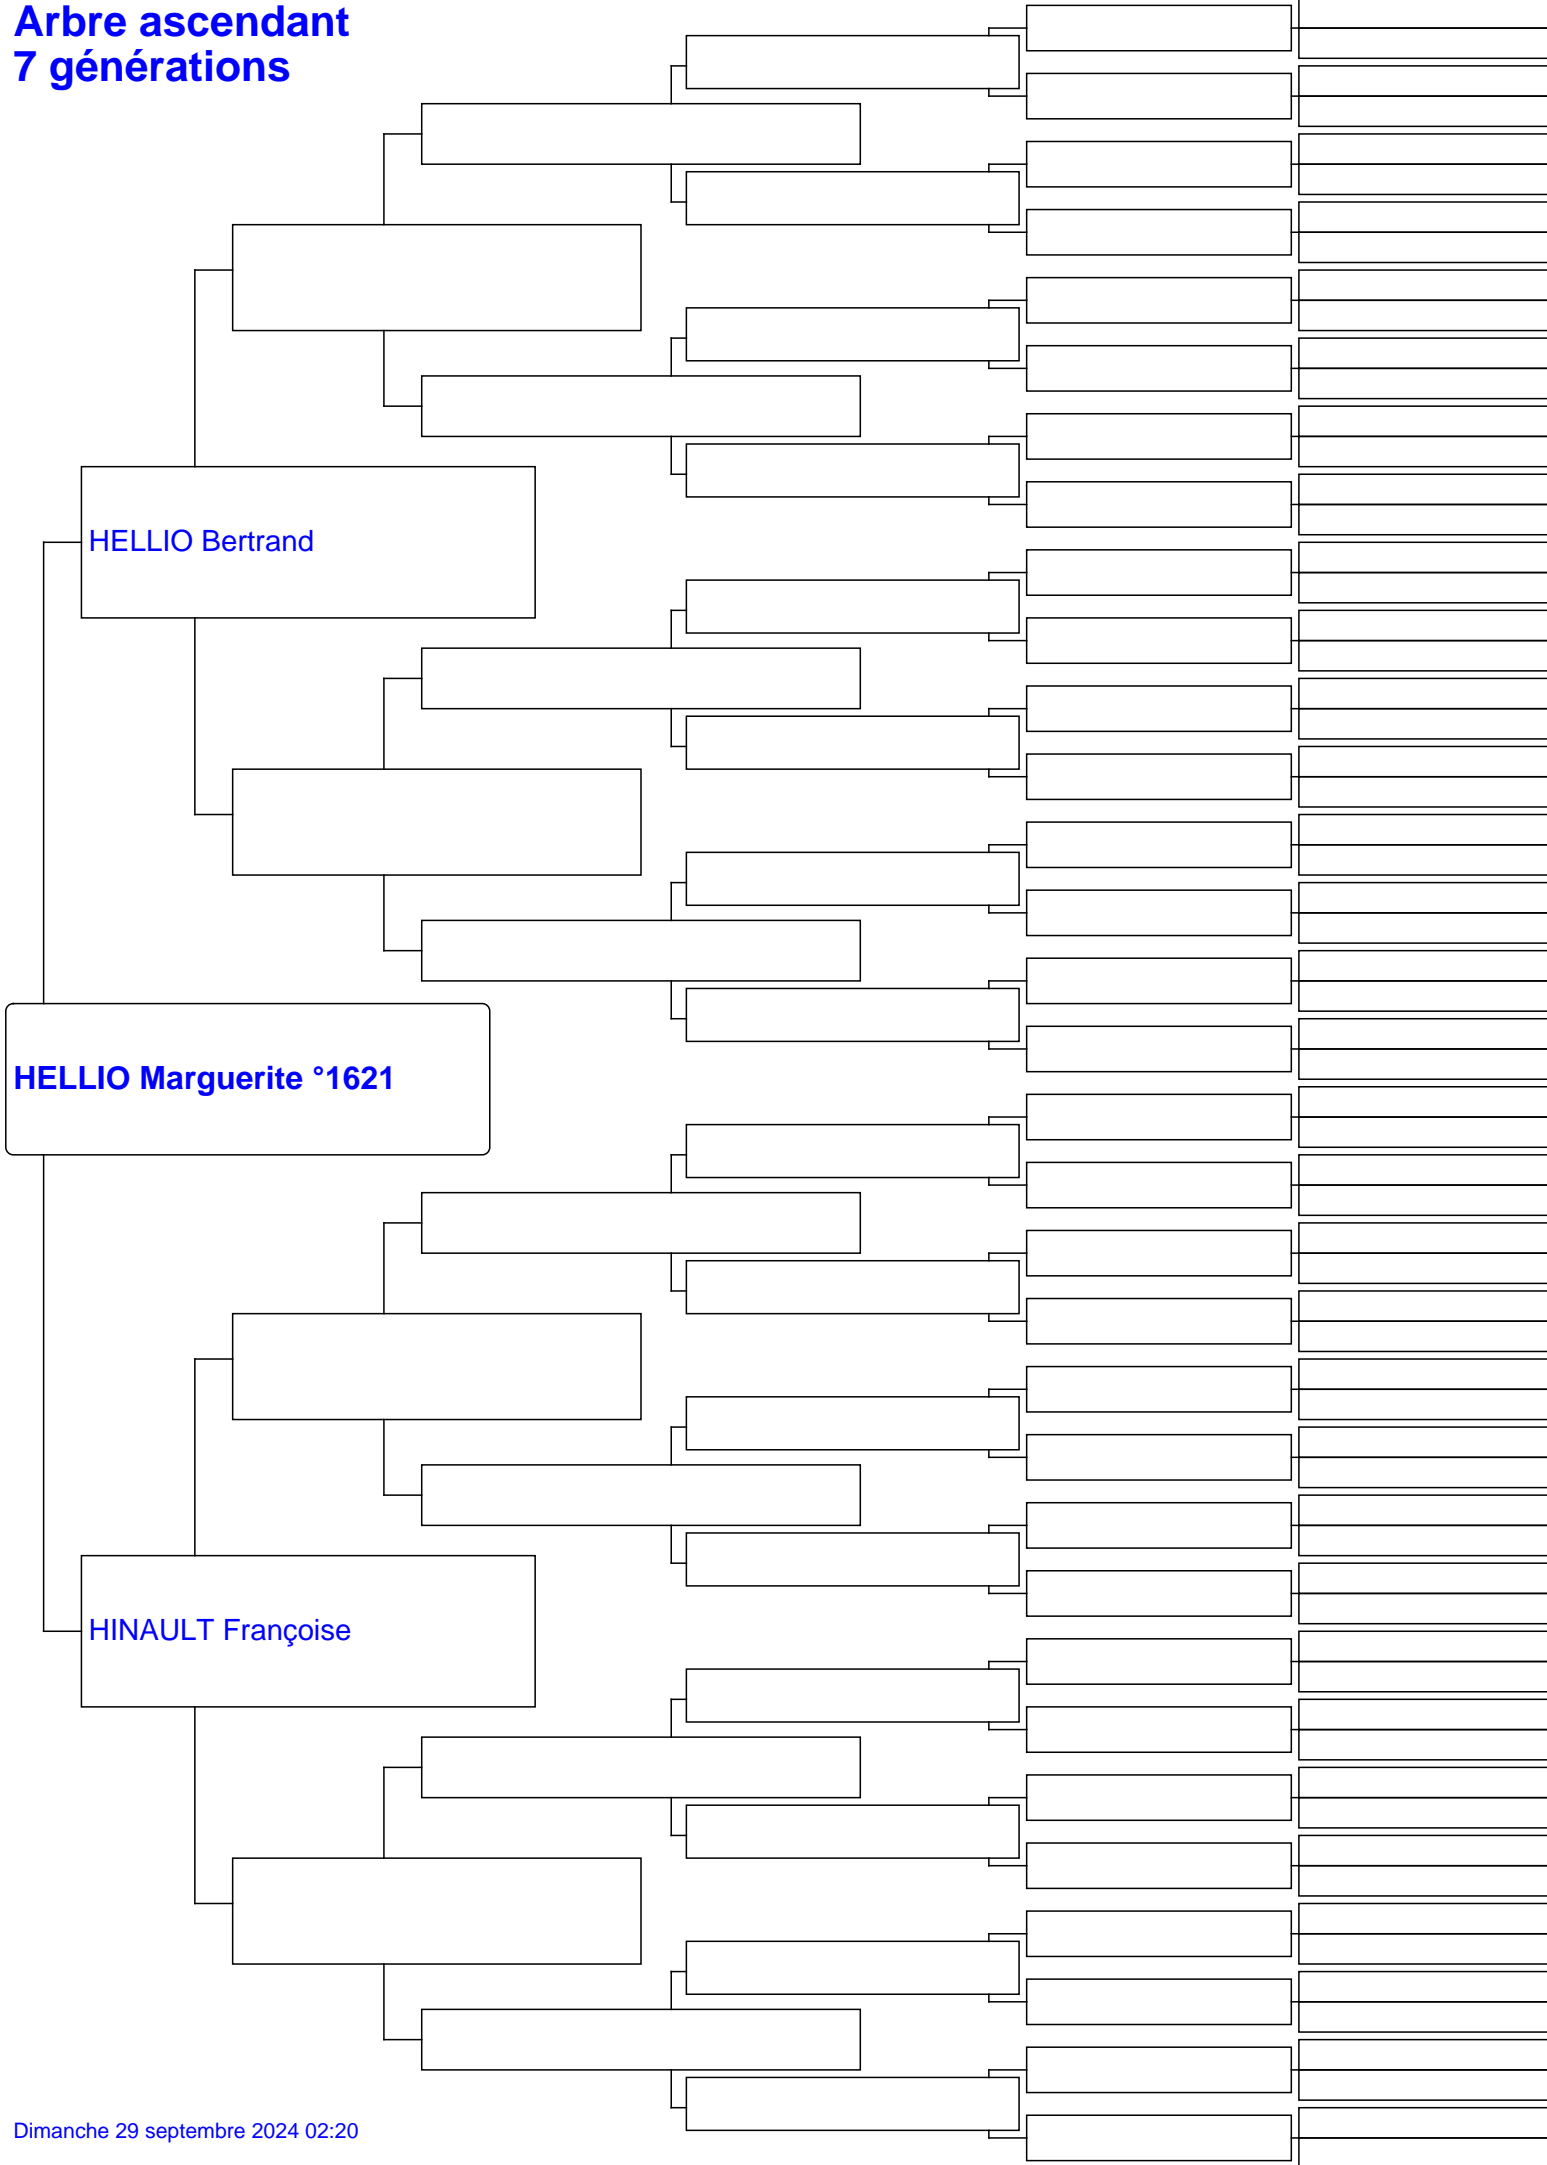 Arbre ascendant
7 générations
HELLIO Bertrand
HELLIO Marguerite °1621
HINAULT Françoise
Dimanche 29 septembre 2024 02:20